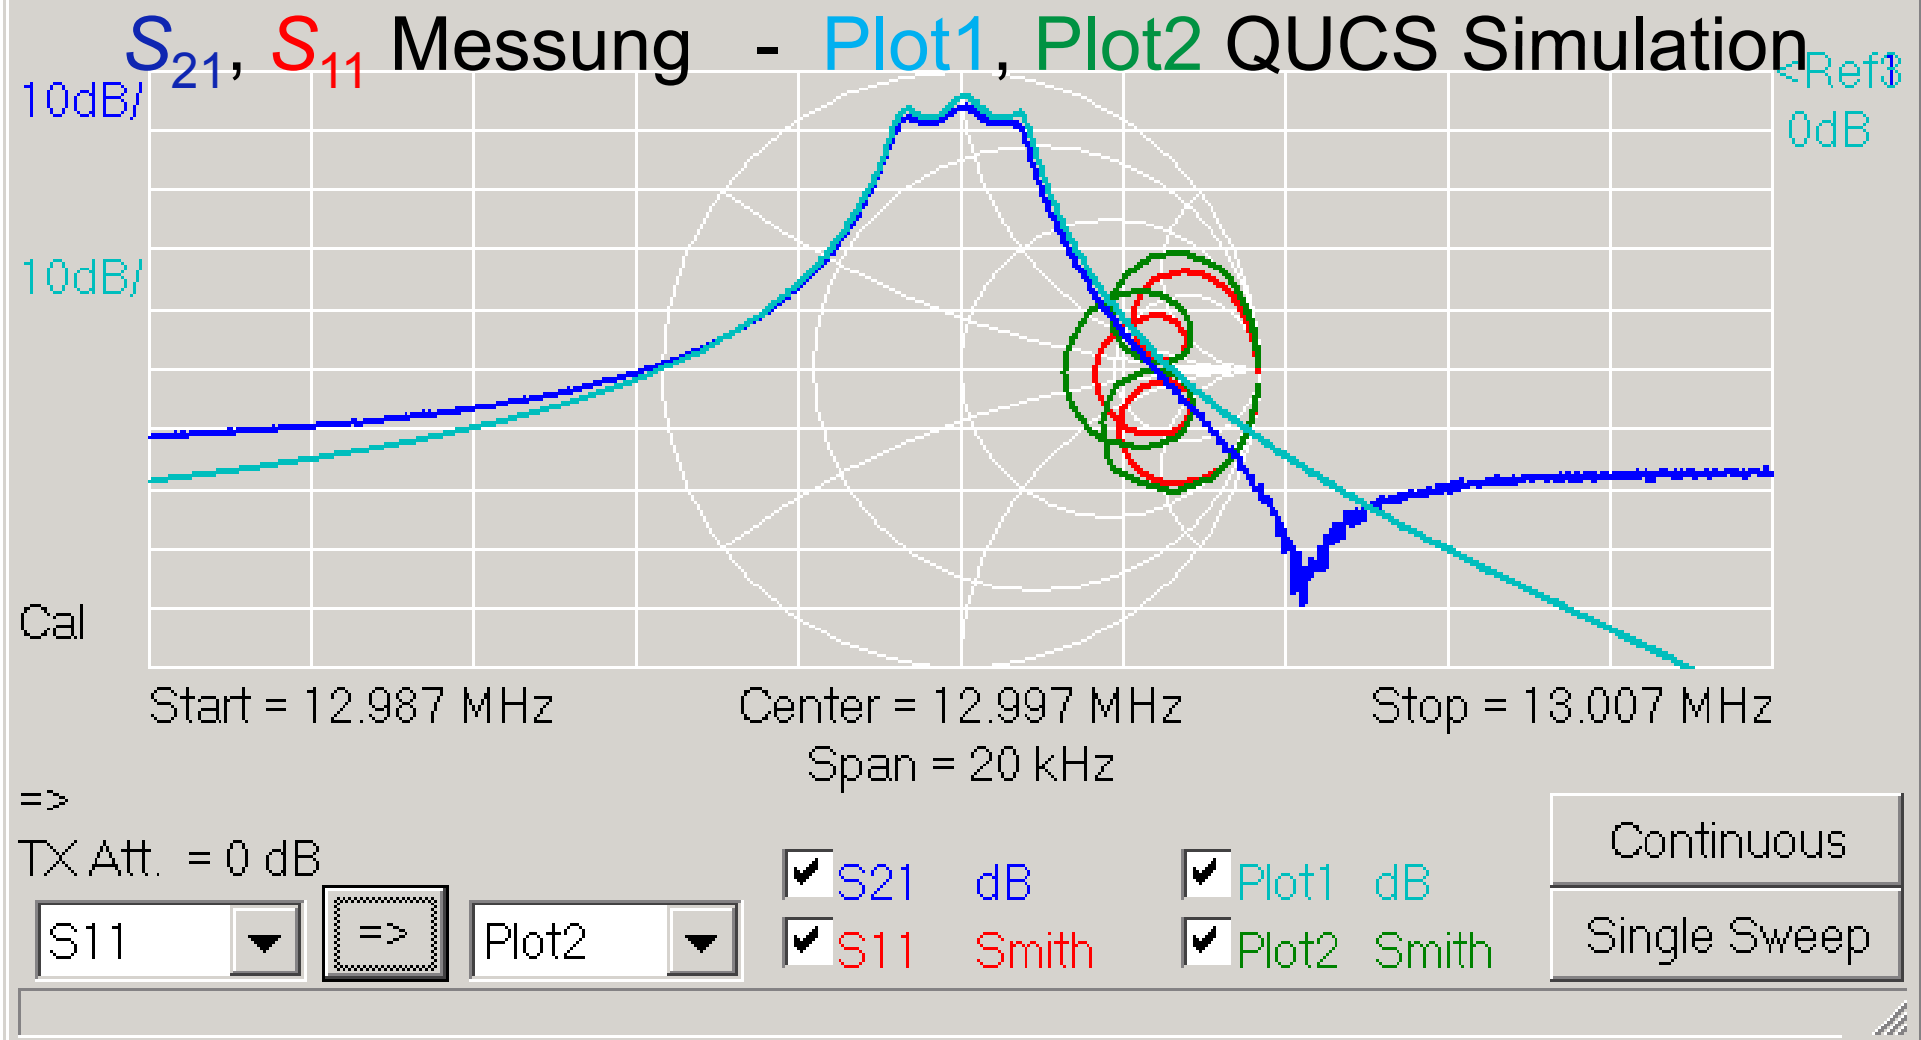 S21, S11 Messung - Plot1, Plot2 QUCS Simulation
10dB/
<Ref
0dB
10dB/
Cal
Start = 12.987 MHz Center = 12.997 MHz Stop = 13.007 MHz
Span = 20 kHz
=>
TX Att. = 0 dB
Continuous
S21 dB Plot1 dB
S11 => Plot2
S11 Smith Plot2 Smith
Single Sweep